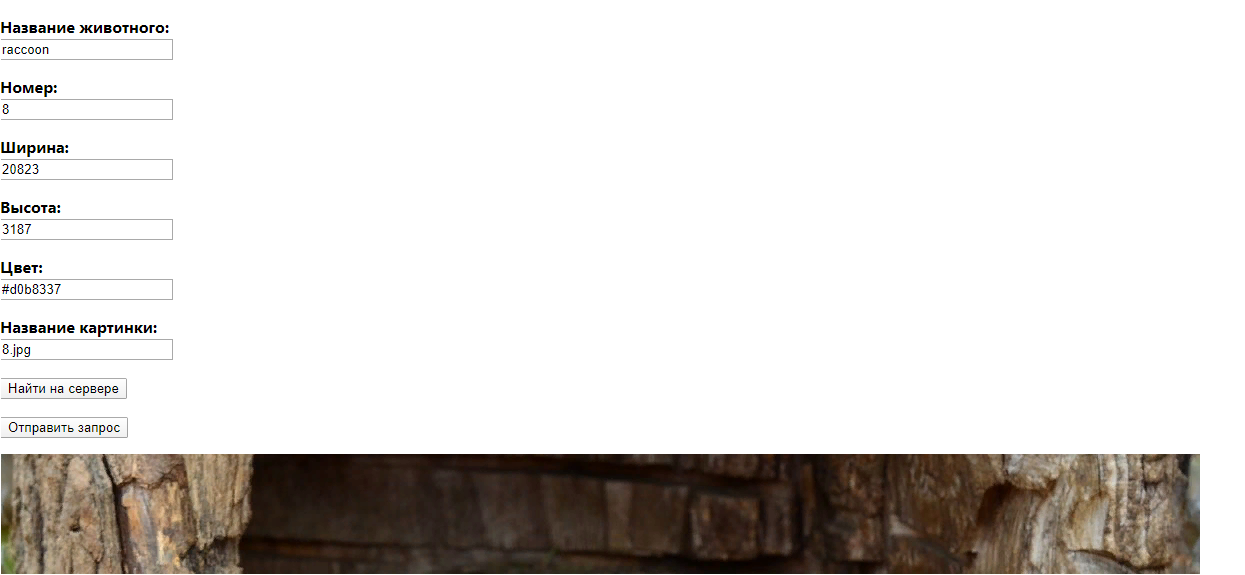 Название животного:
raccoon
Номер:
8
Ширина:
20823
Высота:
3187
Цвет:
#d0b8337
Название картинки:
8.jpg
Найти на сервере
Отправить запрос